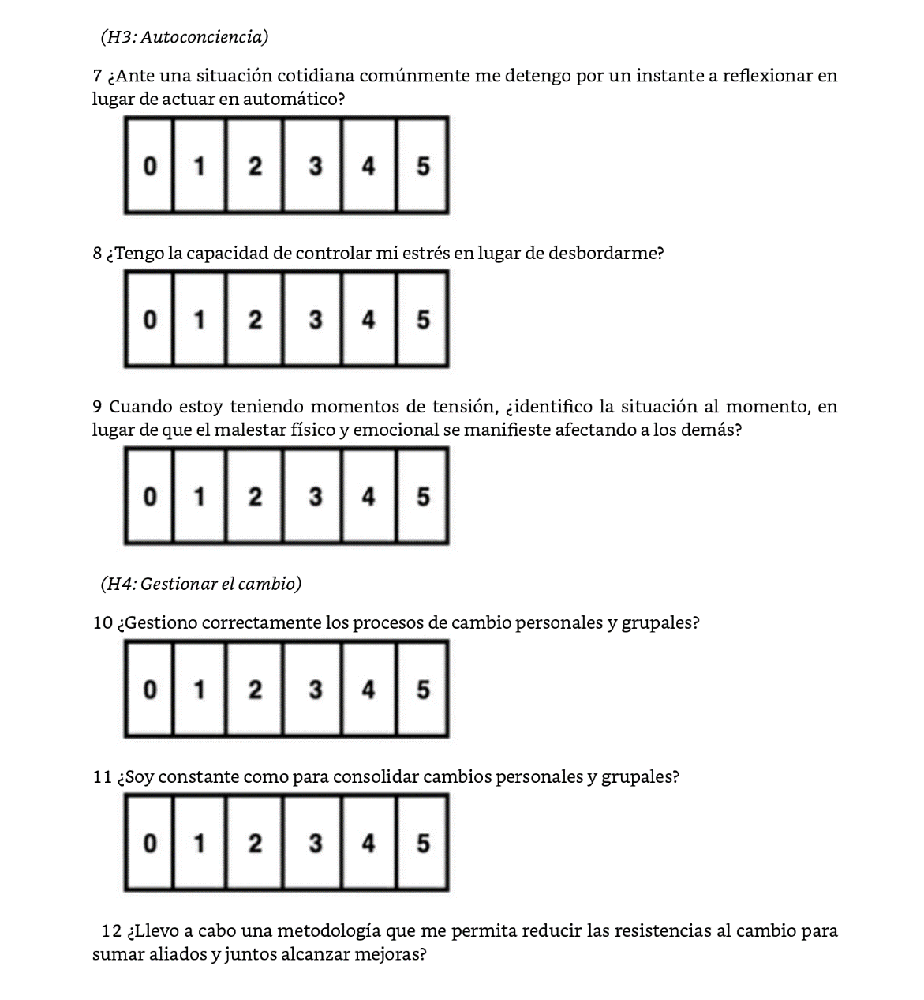 (H3: Autoconciencia)
7 ¿Ante una situación cotidiana comúnmente me detengo por un instante a reflexionar en
lugar de actuar en automático?
0 1 2 3 4 5
8 ¿Tengo la capacidad de controlar mi estrés en lugar de desbordarme?
0 1 2 3 4 5
9 Cuando estoy teniendo momentos de tensión, ¿identifico la situación al momento, en
lugar de que el malestar físico y emocional se manifieste afectando a los demás?
0 1 2 3 4 5
(H4: Gestionar el cambio)
10 ¿Gestiono correctamente los procesos de cambio personales y grupales?
0 1 2 3 4 5
11 ¿Soy constante como para consolidar cambios personales y grupales?
0 1 2 3 4 5
12 ¿Llevo a cabo una metodología que me permita reducir las resistencias al cambio para
sumar aliados y juntos alcanzar mejoras?